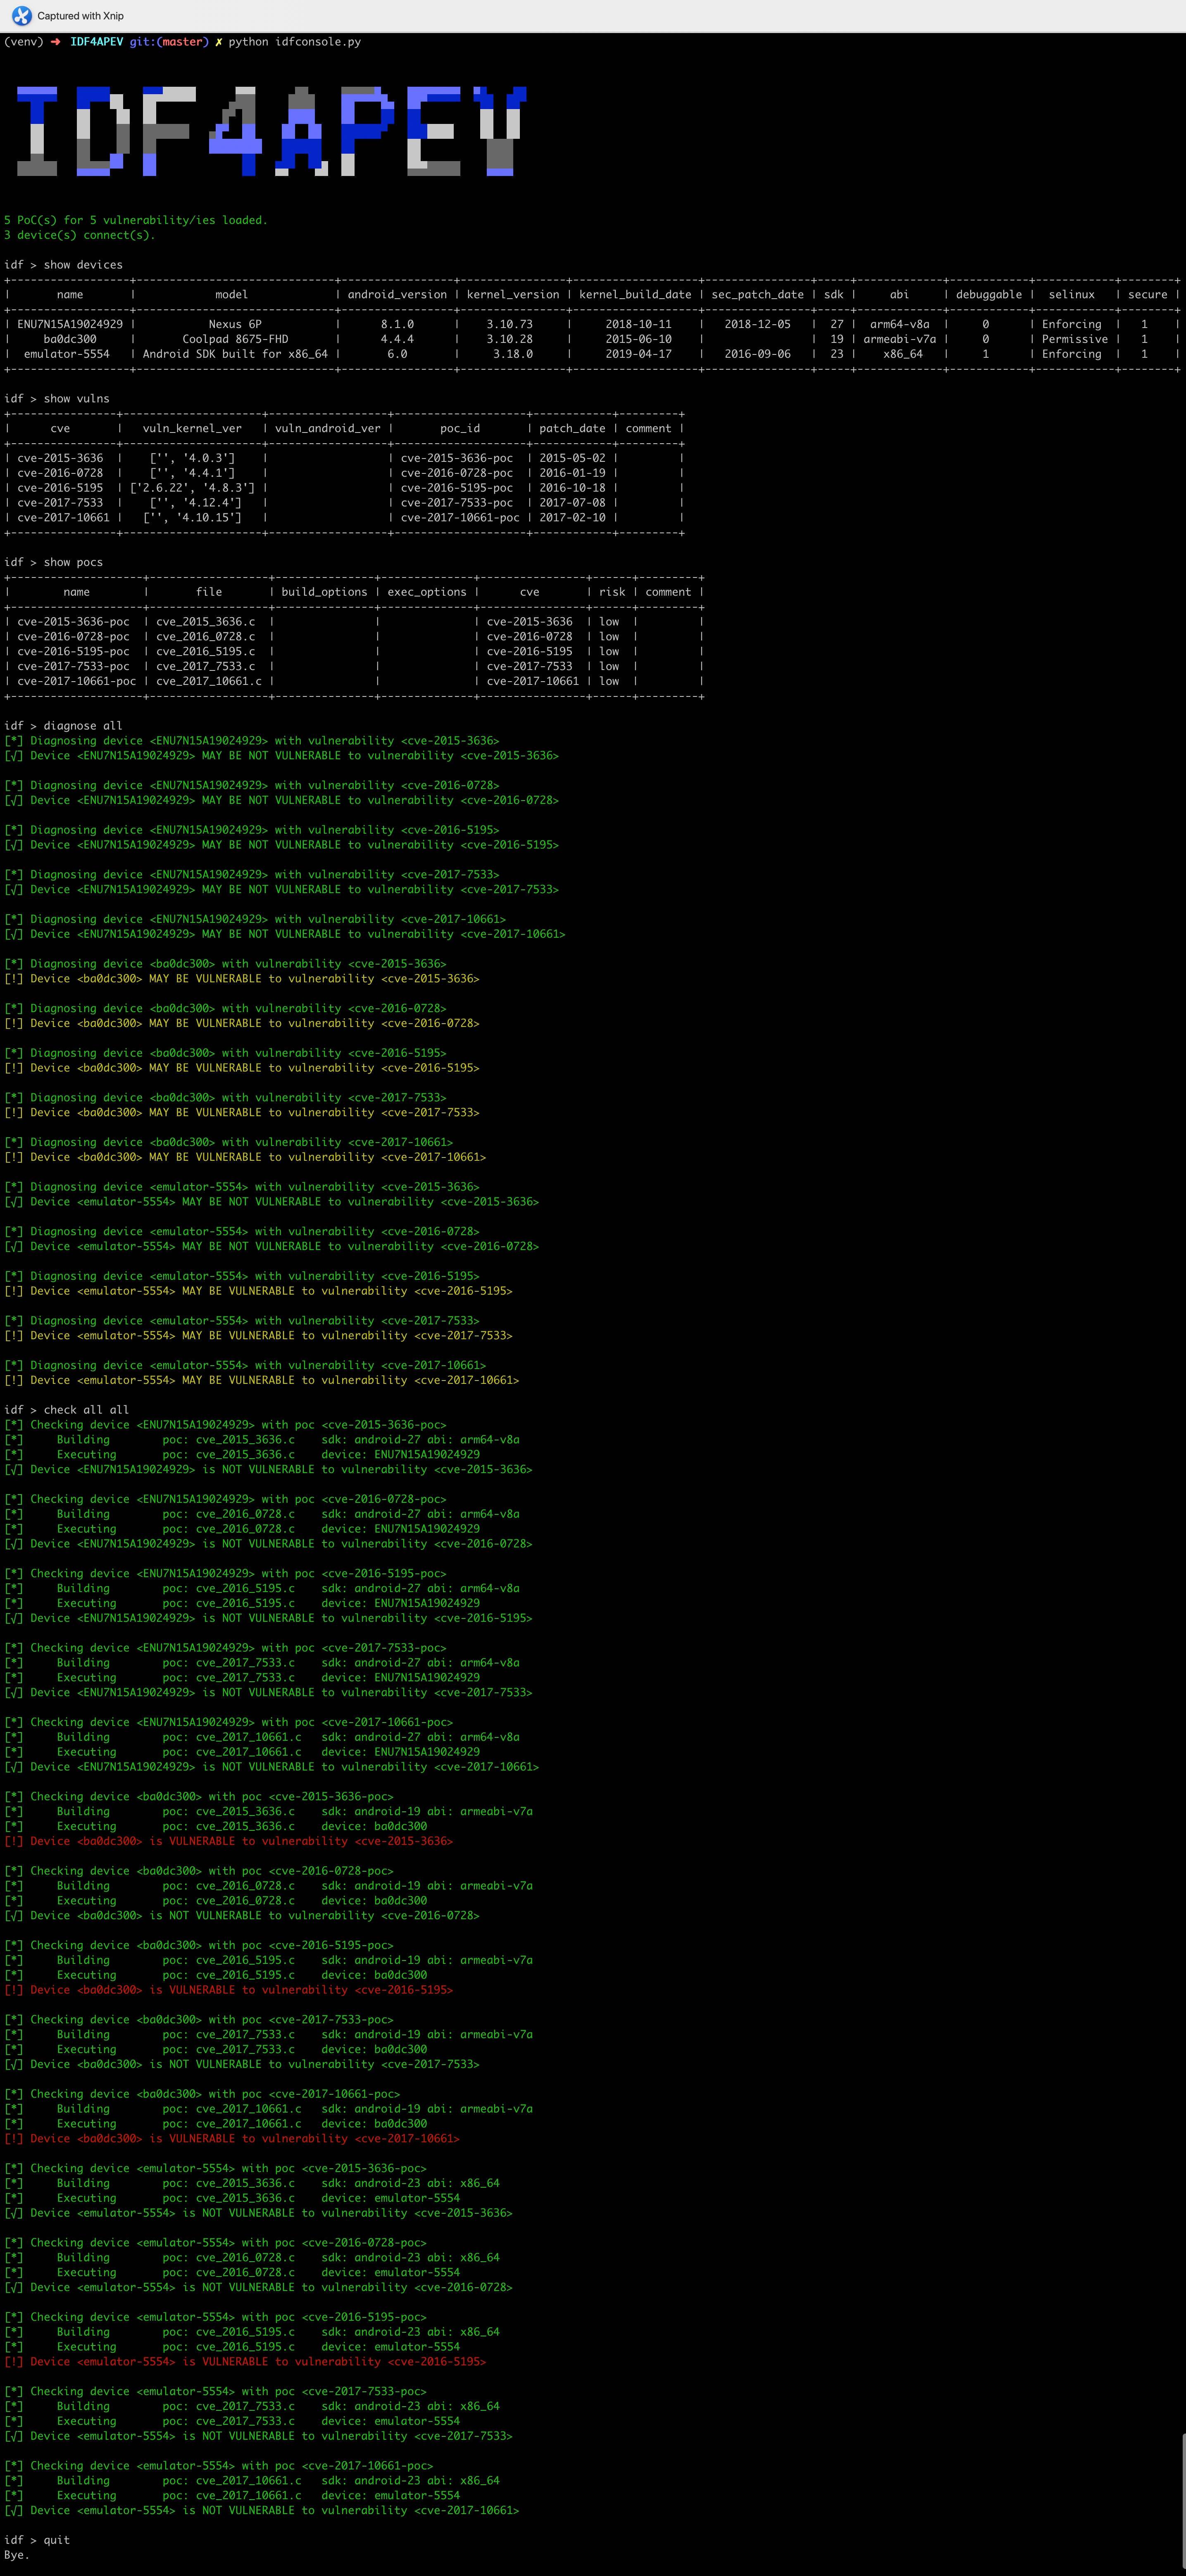 Captured with Xnip
(venv) ➜ IDF4APEV git:(master) ✗ python idfconsole.py
IDF4APEV
5 PoC(s) for 5 vulnerability/ies loaded.
3 device(s) connect(s).
idf > show devices
+------------------+------------------------------+-----------------+----------------+-------------------+----------------+-----+-------------+------------+------------+--------+
| name | model | android_version | kernel_version | kernel_build_date | sec_patch_date | sdk | abi | debuggable | selinux | secure |
+------------------+------------------------------+-----------------+----------------+-------------------+----------------+-----+-------------+------------+------------+--------+
| ENU7N15A19024929 | Nexus 6P | 8.1.0 | 3.10.73 | 2018-10-11 | 2018-12-05 | 27 | arm64-v8a | 0 | Enforcing | 1 |
| ba0dc300 | Coolpad 8675-FHD | 4.4.4 | 3.10.28 | 2015-06-10 | | 19 | armeabi-v7a | 0 | Permissive | 1 |
| emulator-5554 | Android SDK built for x86_64 | 6.0 | 3.18.0 | 2019-04-17 | 2016-09-06 | 23 | x86_64 | 1 | Enforcing | 1 |
+------------------+------------------------------+-----------------+----------------+-------------------+----------------+-----+-------------+------------+------------+--------+
idf > show vulns
+----------------+---------------------+------------------+--------------------+------------+---------+
| cve | vuln_kernel_ver | vuln_android_ver | poc_id | patch_date | comment |
+----------------+---------------------+------------------+--------------------+------------+---------+
| cve-2015-3636 | ['', '4.0.3'] | | cve-2015-3636-poc | 2015-05-02 | |
| cve-2016-0728 | ['', '4.4.1'] | | cve-2016-0728-poc | 2016-01-19 | |
| cve-2016-5195 | ['2.6.22', '4.8.3'] | | cve-2016-5195-poc | 2016-10-18 | |
| cve-2017-7533 | ['', '4.12.4'] | | cve-2017-7533-poc | 2017-07-08 | |
| cve-2017-10661 | ['', '4.10.15'] | | cve-2017-10661-poc | 2017-02-10 | |
+----------------+---------------------+------------------+--------------------+------------+---------+
idf > show pocs
+--------------------+------------------+---------------+--------------+----------------+------+---------+
| name | file | build_options | exec_options | cve | risk | comment |
+--------------------+------------------+---------------+--------------+----------------+------+---------+
| cve-2015-3636-poc | cve_2015_3636.c | | | cve-2015-3636 | low | |
| cve-2016-0728-poc | cve_2016_0728.c | | | cve-2016-0728 | low | |
| cve-2016-5195-poc | cve_2016_5195.c | | | cve-2016-5195 | low | |
| cve-2017-7533-poc | cve_2017_7533.c | | | cve-2017-7533 | low | |
| cve-2017-10661-poc | cve_2017_10661.c | | | cve-2017-10661 | low | |
+--------------------+------------------+---------------+--------------+----------------+------+---------+
idf > diagnose all
[*] Diagnosing device <ENU7N15A19024929> with vulnerability <cve-2015-3636>
[√] Device <ENU7N15A19024929> MAY BE NOT VULNERABLE to vulnerability <cve-2015-3636>
[*] Diagnosing device <ENU7N15A19024929> with vulnerability <cve-2016-0728>
[√] Device <ENU7N15A19024929> MAY BE NOT VULNERABLE to vulnerability <cve-2016-0728>
[*] Diagnosing device <ENU7N15A19024929> with vulnerability <cve-2016-5195>
[√] Device <ENU7N15A19024929> MAY BE NOT VULNERABLE to vulnerability <cve-2016-5195>
[*] Diagnosing device <ENU7N15A19024929> with vulnerability <cve-2017-7533>
[√] Device <ENU7N15A19024929> MAY BE NOT VULNERABLE to vulnerability <cve-2017-7533>
[*] Diagnosing device <ENU7N15A19024929> with vulnerability <cve-2017-10661>
[√] Device <ENU7N15A19024929> MAY BE NOT VULNERABLE to vulnerability <cve-2017-10661>
[*] Diagnosing device <ba0dc300> with vulnerability <cve-2015-3636>
[!] Device <ba0dc300> MAY BE VULNERABLE to vulnerability <cve-2015-3636>
[*] Diagnosing device <ba0dc300> with vulnerability <cve-2016-0728>
[!] Device <ba0dc300> MAY BE VULNERABLE to vulnerability <cve-2016-0728>
[*] Diagnosing device <ba0dc300> with vulnerability <cve-2016-5195>
[!] Device <ba0dc300> MAY BE VULNERABLE to vulnerability <cve-2016-5195>
[*] Diagnosing device <ba0dc300> with vulnerability <cve-2017-7533>
[!] Device <ba0dc300> MAY BE VULNERABLE to vulnerability <cve-2017-7533>
[*] Diagnosing device <ba0dc300> with vulnerability <cve-2017-10661>
[!] Device <ba0dc300> MAY BE VULNERABLE to vulnerability <cve-2017-10661>
[*] Diagnosing device <emulator-5554> with vulnerability <cve-2015-3636>
[√] Device <emulator-5554> MAY BE NOT VULNERABLE to vulnerability <cve-2015-3636>
[*] Diagnosing device <emulator-5554> with vulnerability <cve-2016-0728>
[√] Device <emulator-5554> MAY BE NOT VULNERABLE to vulnerability <cve-2016-0728>
[*] Diagnosing device <emulator-5554> with vulnerability <cve-2016-5195>
[!] Device <emulator-5554> MAY BE VULNERABLE to vulnerability <cve-2016-5195>
[*] Diagnosing device <emulator-5554> with vulnerability <cve-2017-7533>
[!] Device <emulator-5554> MAY BE VULNERABLE to vulnerability <cve-2017-7533>
[*] Diagnosing device <emulator-5554> with vulnerability <cve-2017-10661>
[!] Device <emulator-5554> MAY BE VULNERABLE to vulnerability <cve-2017-10661>
idf > check all all
[*] Checking device <ENU7N15A19024929> with poc <cve-2015-3636-poc>
[*] Building poc: cve_2015_3636.c sdk: android-27 abi: arm64-v8a
[*] Executing poc: cve_2015_3636.c device: ENU7N15A19024929
[√] Device <ENU7N15A19024929> is NOT VULNERABLE to vulnerability <cve-2015-3636>
[*] Checking device <ENU7N15A19024929> with poc <cve-2016-0728-poc>
[*] Building poc: cve_2016_0728.c sdk: android-27 abi: arm64-v8a
[*] Executing poc: cve_2016_0728.c device: ENU7N15A19024929
[√] Device <ENU7N15A19024929> is NOT VULNERABLE to vulnerability <cve-2016-0728>
[*] Checking device <ENU7N15A19024929> with poc <cve-2016-5195-poc>
[*] Building poc: cve_2016_5195.c sdk: android-27 abi: arm64-v8a
[*] Executing poc: cve_2016_5195.c device: ENU7N15A19024929
[√] Device <ENU7N15A19024929> is NOT VULNERABLE to vulnerability <cve-2016-5195>
[*] Checking device <ENU7N15A19024929> with poc <cve-2017-7533-poc>
[*] Building poc: cve_2017_7533.c sdk: android-27 abi: arm64-v8a
[*] Executing poc: cve_2017_7533.c device: ENU7N15A19024929
[√] Device <ENU7N15A19024929> is NOT VULNERABLE to vulnerability <cve-2017-7533>
[*] Checking device <ENU7N15A19024929> with poc <cve-2017-10661-poc>
[*] Building poc: cve_2017_10661.c sdk: android-27 abi: arm64-v8a
[*] Executing poc: cve_2017_10661.c device: ENU7N15A19024929
[√] Device <ENU7N15A19024929> is NOT VULNERABLE to vulnerability <cve-2017-10661>
[*] Checking device <ba0dc300> with poc <cve-2015-3636-poc>
[*] Building poc: cve_2015_3636.c sdk: android-19 abi: armeabi-v7a
[*] Executing poc: cve_2015_3636.c device: ba0dc300
[!] Device <ba0dc300> is VULNERABLE to vulnerability <cve-2015-3636>
[*] Checking device <ba0dc300> with poc <cve-2016-0728-poc>
[*] Building poc: cve_2016_0728.c sdk: android-19 abi: armeabi-v7a
[*] Executing poc: cve_2016_0728.c device: ba0dc300
[√] Device <ba0dc300> is NOT VULNERABLE to vulnerability <cve-2016-0728>
[*] Checking device <ba0dc300> with poc <cve-2016-5195-poc>
[*] Building poc: cve_2016_5195.c sdk: android-19 abi: armeabi-v7a
[*] Executing poc: cve_2016_5195.c device: ba0dc300
[!] Device <ba0dc300> is VULNERABLE to vulnerability <cve-2016-5195>
[*] Checking device <ba0dc300> with poc <cve-2017-7533-poc>
[*] Building poc: cve_2017_7533.c sdk: android-19 abi: armeabi-v7a
[*] Executing poc: cve_2017_7533.c device: ba0dc300
[√] Device <ba0dc300> is NOT VULNERABLE to vulnerability <cve-2017-7533>
[*] Checking device <ba0dc300> with poc <cve-2017-10661-poc>
[*] Building poc: cve_2017_10661.c sdk: android-19 abi: armeabi-v7a
[*] Executing poc: cve_2017_10661.c device: ba0dc300
[!] Device <ba0dc300> is VULNERABLE to vulnerability <cve-2017-10661>
[*] Checking device <emulator-5554> with poc <cve-2015-3636-poc>
[*] Building poc: cve_2015_3636.c sdk: android-23 abi: x86_64
[*] Executing poc: cve_2015_3636.c device: emulator-5554
[√] Device <emulator-5554> is NOT VULNERABLE to vulnerability <cve-2015-3636>
[*] Checking device <emulator-5554> with poc <cve-2016-0728-poc>
[*] Building poc: cve_2016_0728.c sdk: android-23 abi: x86_64
[*] Executing poc: cve_2016_0728.c device: emulator-5554
[√] Device <emulator-5554> is NOT VULNERABLE to vulnerability <cve-2016-0728>
[*] Checking device <emulator-5554> with poc <cve-2016-5195-poc>
[*] Building poc: cve_2016_5195.c sdk: android-23 abi: x86_64
[*] Executing poc: cve_2016_5195.c device: emulator-5554
[!] Device <emulator-5554> is VULNERABLE to vulnerability <cve-2016-5195>
[*] Checking device <emulator-5554> with poc <cve-2017-7533-poc>
[*] Building poc: cve_2017_7533.c sdk: android-23 abi: x86_64
[*] Executing poc: cve_2017_7533.c device: emulator-5554
[√] Device <emulator-5554> is NOT VULNERABLE to vulnerability <cve-2017-7533>
[*] Checking device <emulator-5554> with poc <cve-2017-10661-poc>
[*] Building poc: cve_2017_10661.c sdk: android-23 abi: x86_64
[*] Executing poc: cve_2017_10661.c device: emulator-5554
[√] Device <emulator-5554> is NOT VULNERABLE to vulnerability <cve-2017-10661>
idf > quit
Bye.